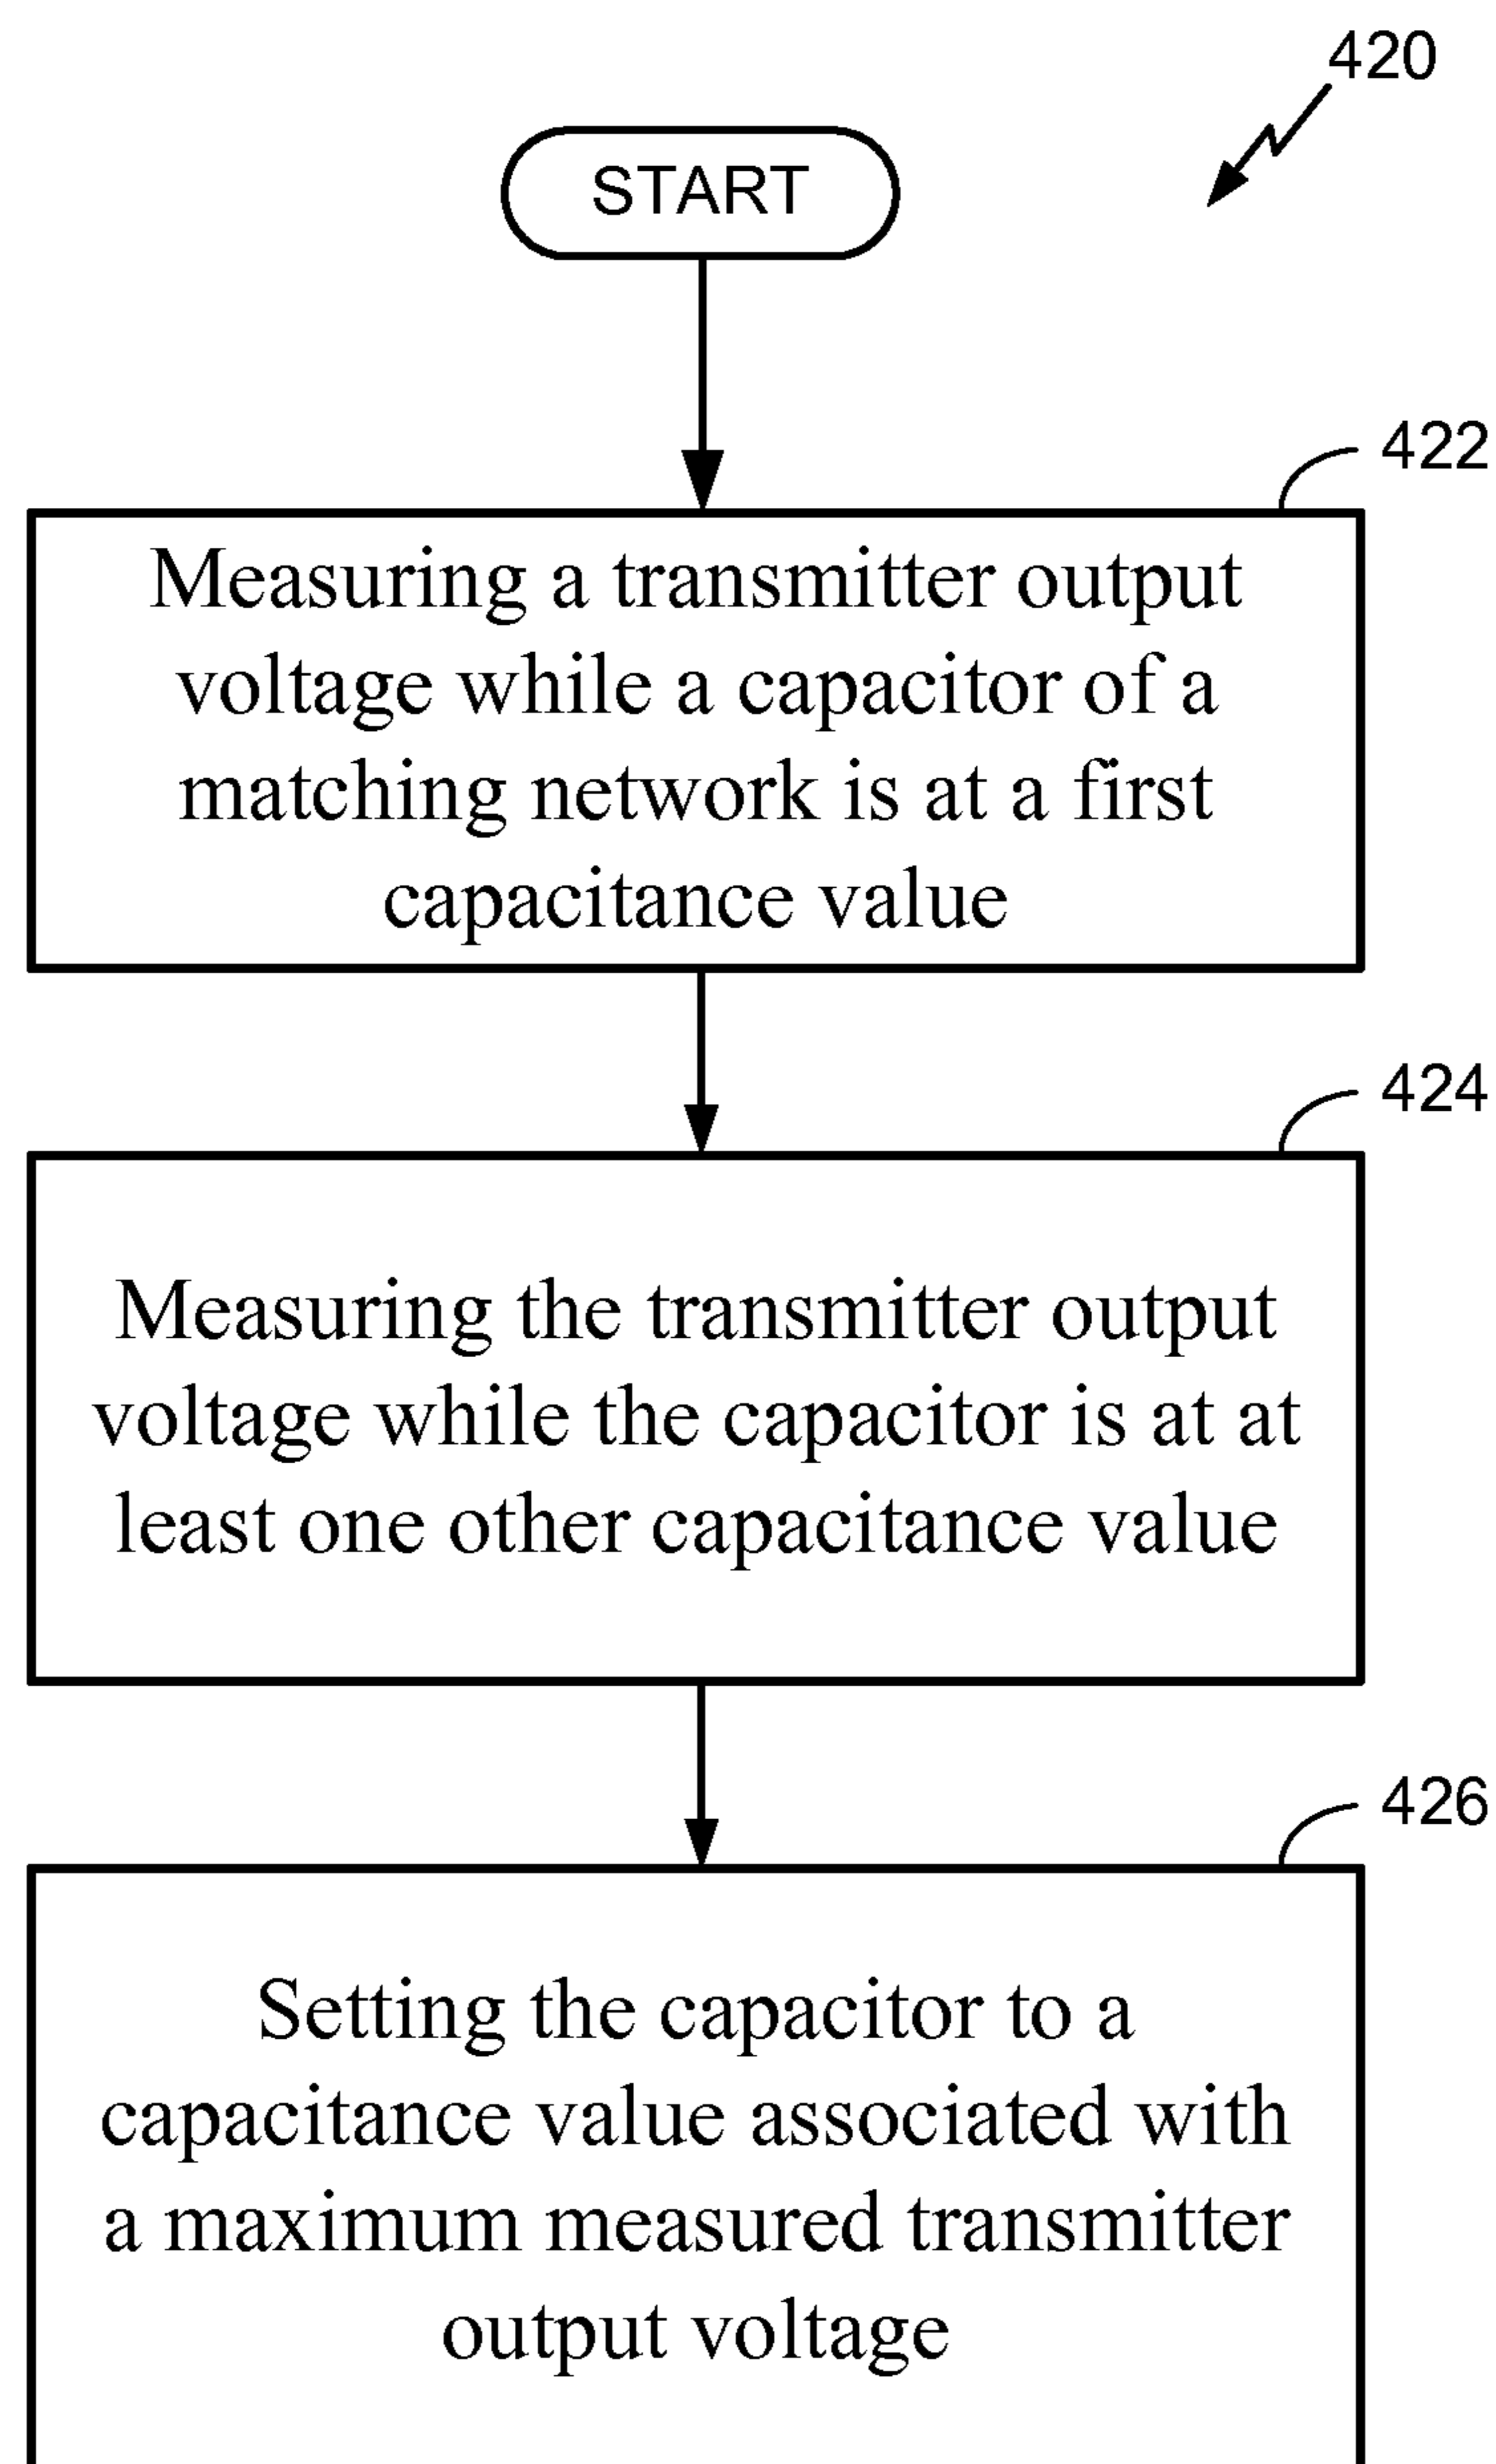 420
START
422
Measuring a transmitter output
voltage while a capacitor of a
matching network is at a first
capacitance value
424
Measuring the transmitter output
voltage while the capacitor is at at
least one other capacitance value
426
Setting the capacitor to a
capacitance value associated with
a maximum measured transmitter
output voltage